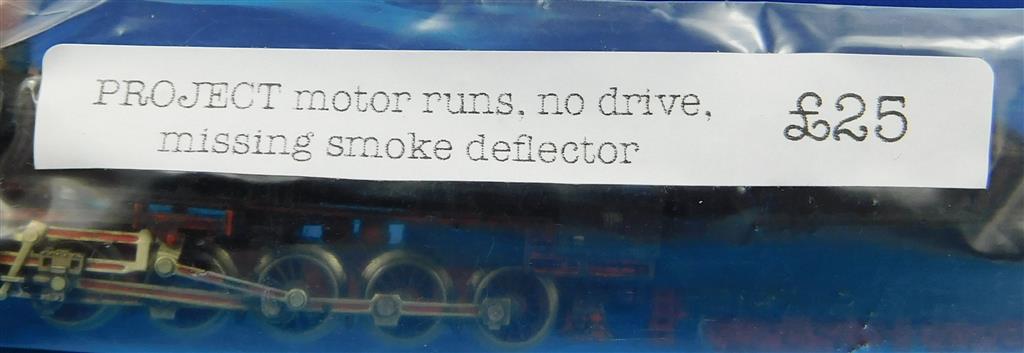 PROJECT motor runs, no drive,
missing smoke deflector
£25